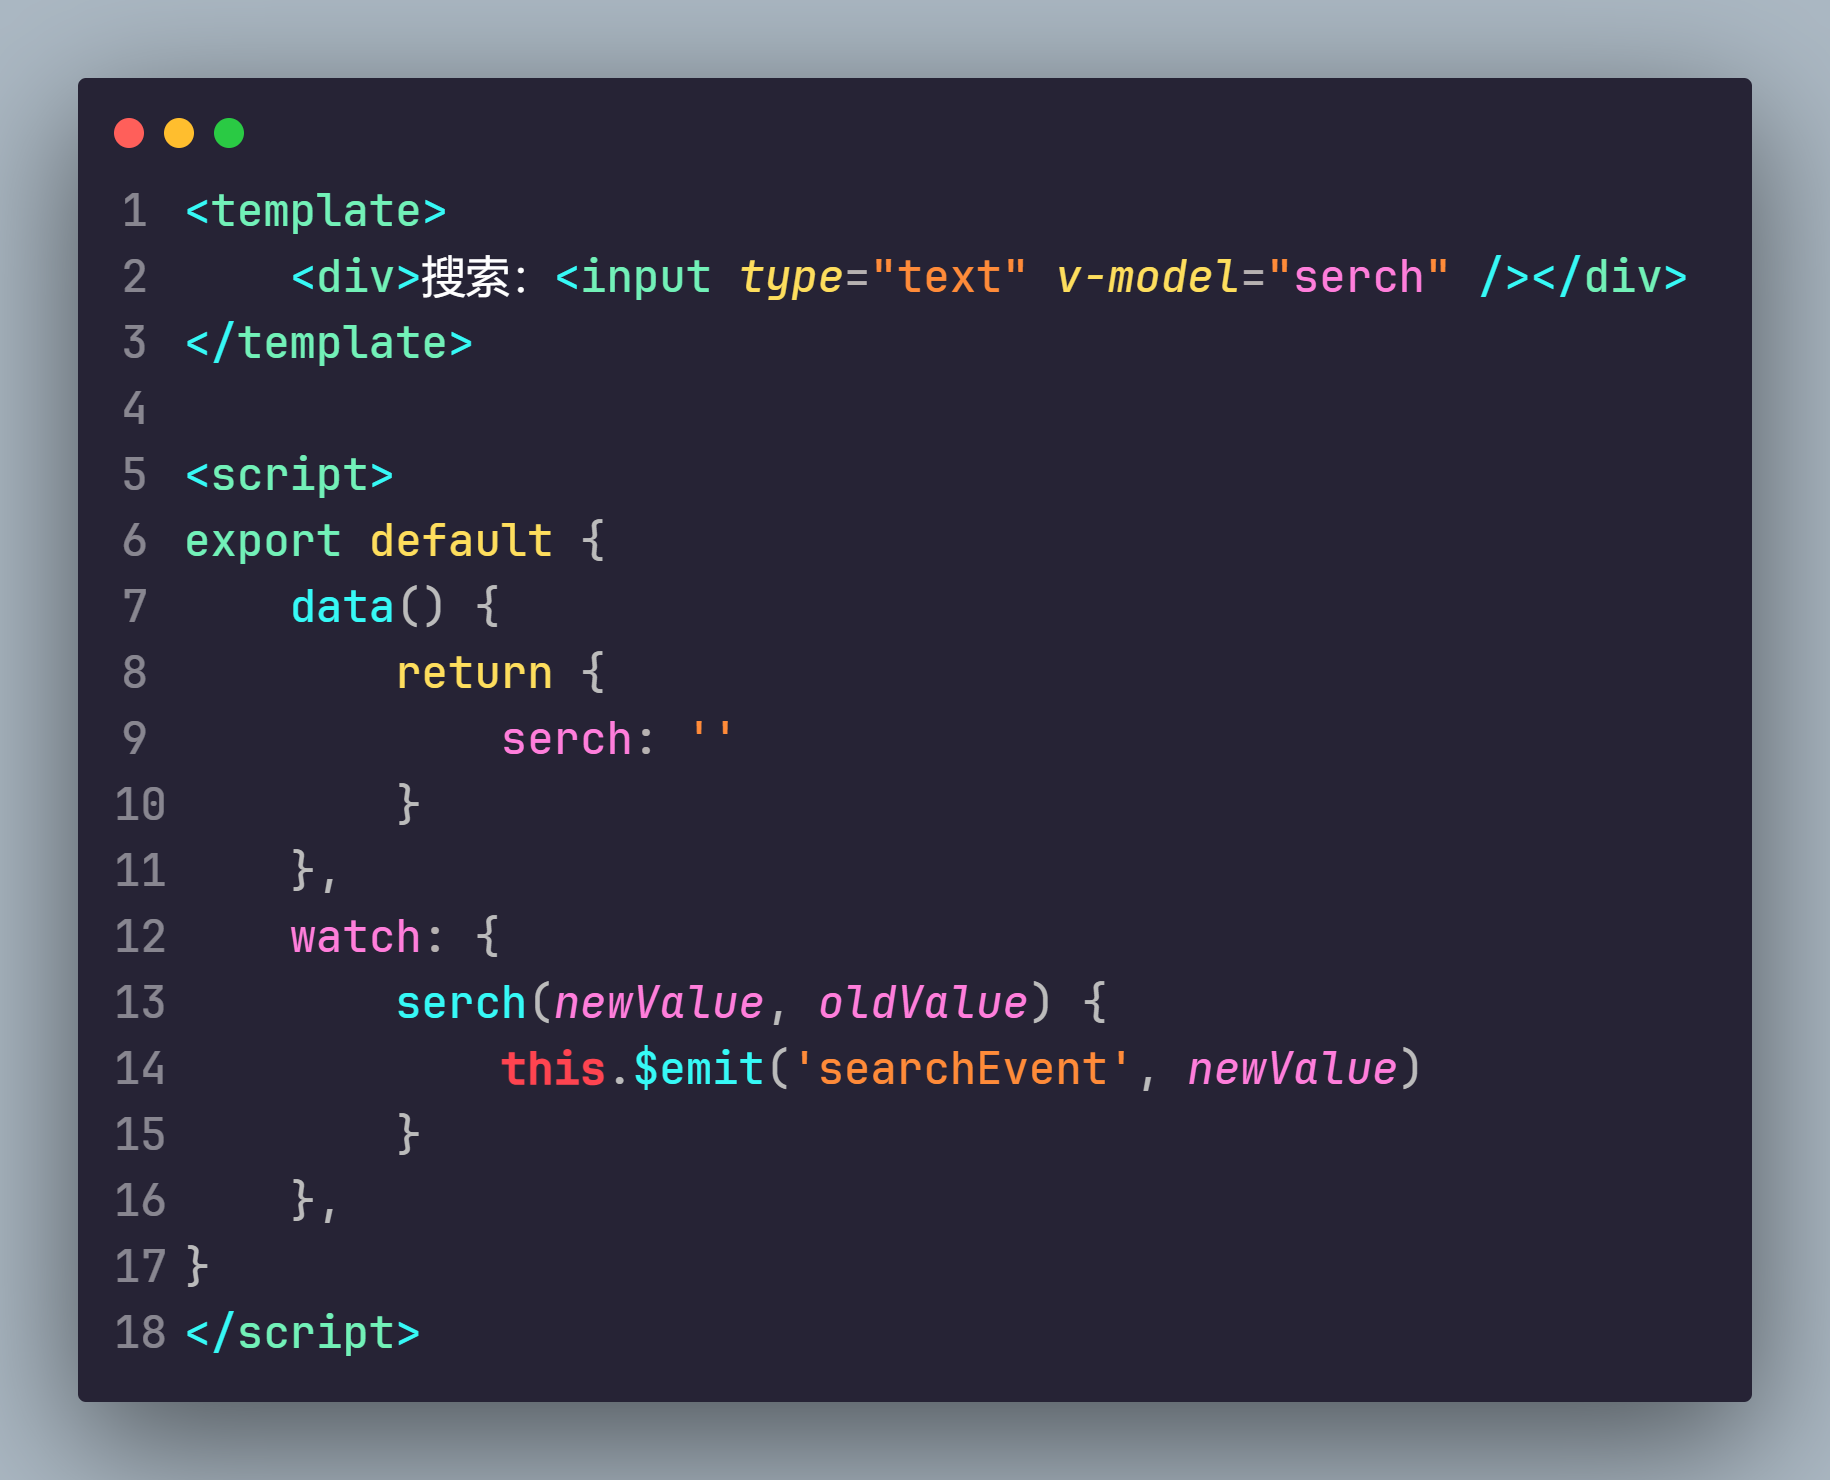 1 <template>
2     <div>搜索：<input type="text" v-model="serch" /></div>
3 </template>
4
5 <script>
6 export default {
7     data() {
8         return {
9             serch: ''
10         }
11     },
12     watch: {
13         serch(newValue, oldValue) {
14             this.$emit('searchEvent', newValue)
15         }
16     },
17 }
18 </script>